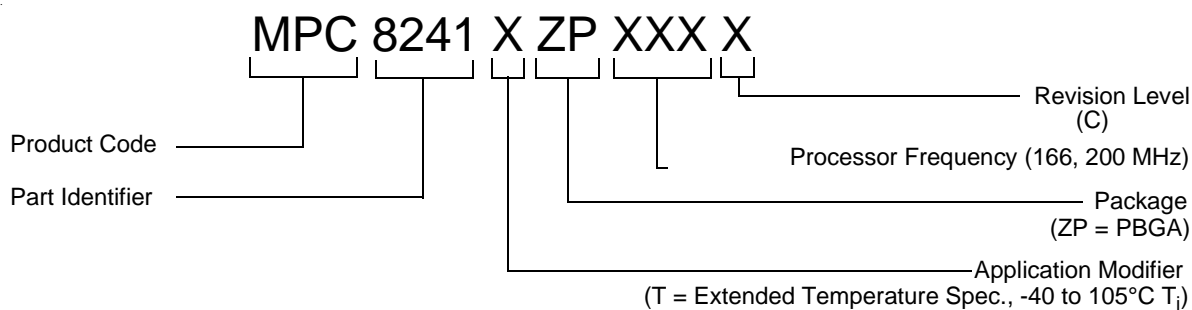 MPC 8241 X ZP XXX X
Revision Level
(C)
Product Code
Processor Frequency (166, 200 MHz)
Part Identifier
Package
(ZP = PBGA)
Application Modifier
(T = Extended Temperature Spec., -40 to 105°C Tj)